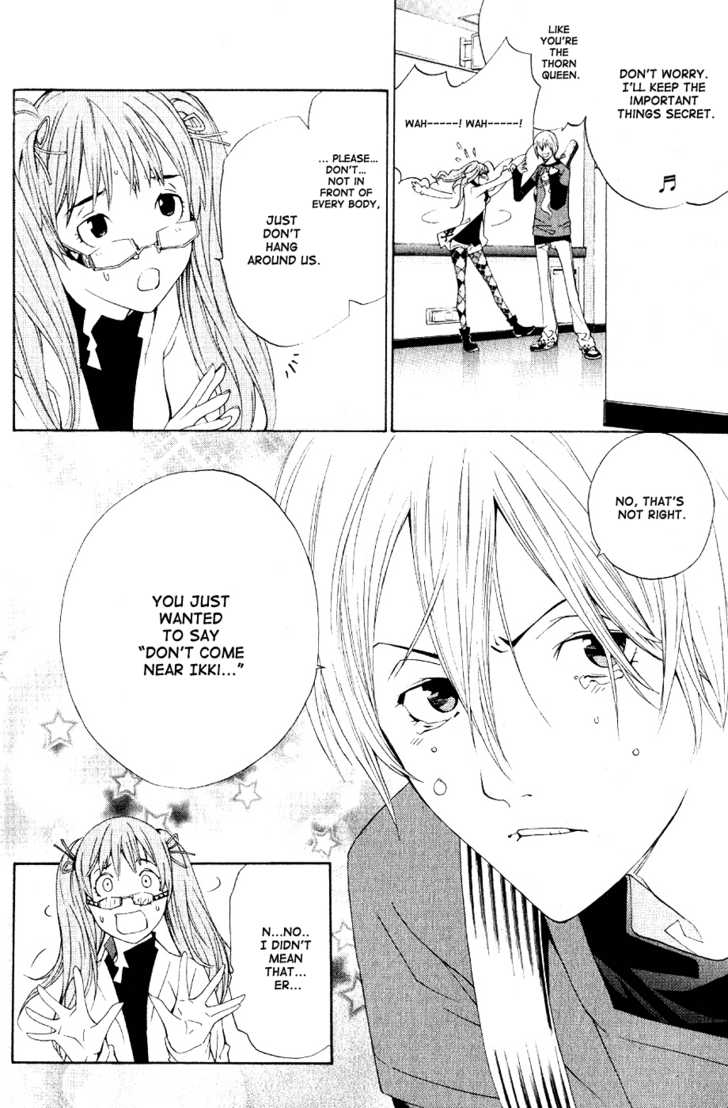 DON'T WORRY.
I'LL KEEP THE
IMPORTANT
THINGS SECRET.
LIKE
YOU'RE
THE
THORN
QUEEN.
WAH-----! WAH-----!
... PLEASE...
DON'T...
NOT IN
FRONT OF
EVERY BODY,
JUST
DON'T
HANG
AROUND US.
NO, THAT'S
NOT RIGHT.
YOU JUST
WANTED
TO SAY
"DON'T COME
NEAR IKKI..."
N...NO..
I DIDN'T
MEAN
THAT...
ER...